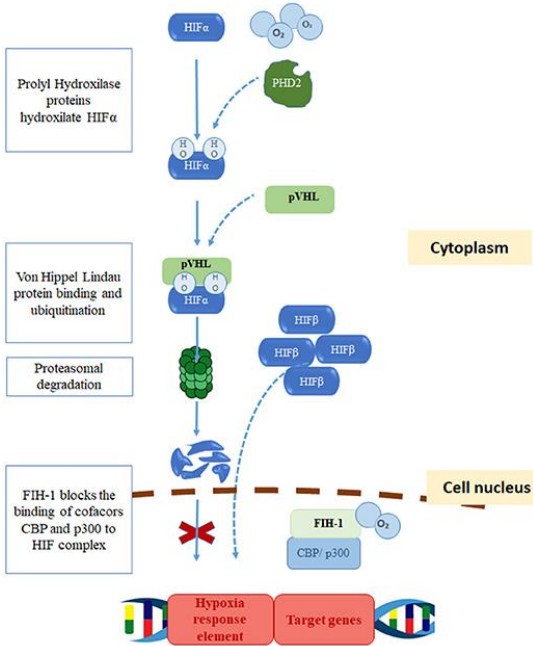 HIFα
O₂
O₂
Prolyl Hydroxilase
proteins
hydroxilate HIFα
PHD2
H
O
H
O
HIFα
pVHL
Cytoplasm
Von Hippel Lindau
protein binding and
ubiquitination
pVHL
H
O
H
O
HIFα
HIFβ
HIFβ
HIFβ
HIFβ
Proteasomal
degradation
Cell nucleus
FIH-1 blocks the
binding of cofacors
CBP and p300 to
HIF complex
FIH-1
O₂
CBP/ p300
Hypoxia
response
element
Target genes